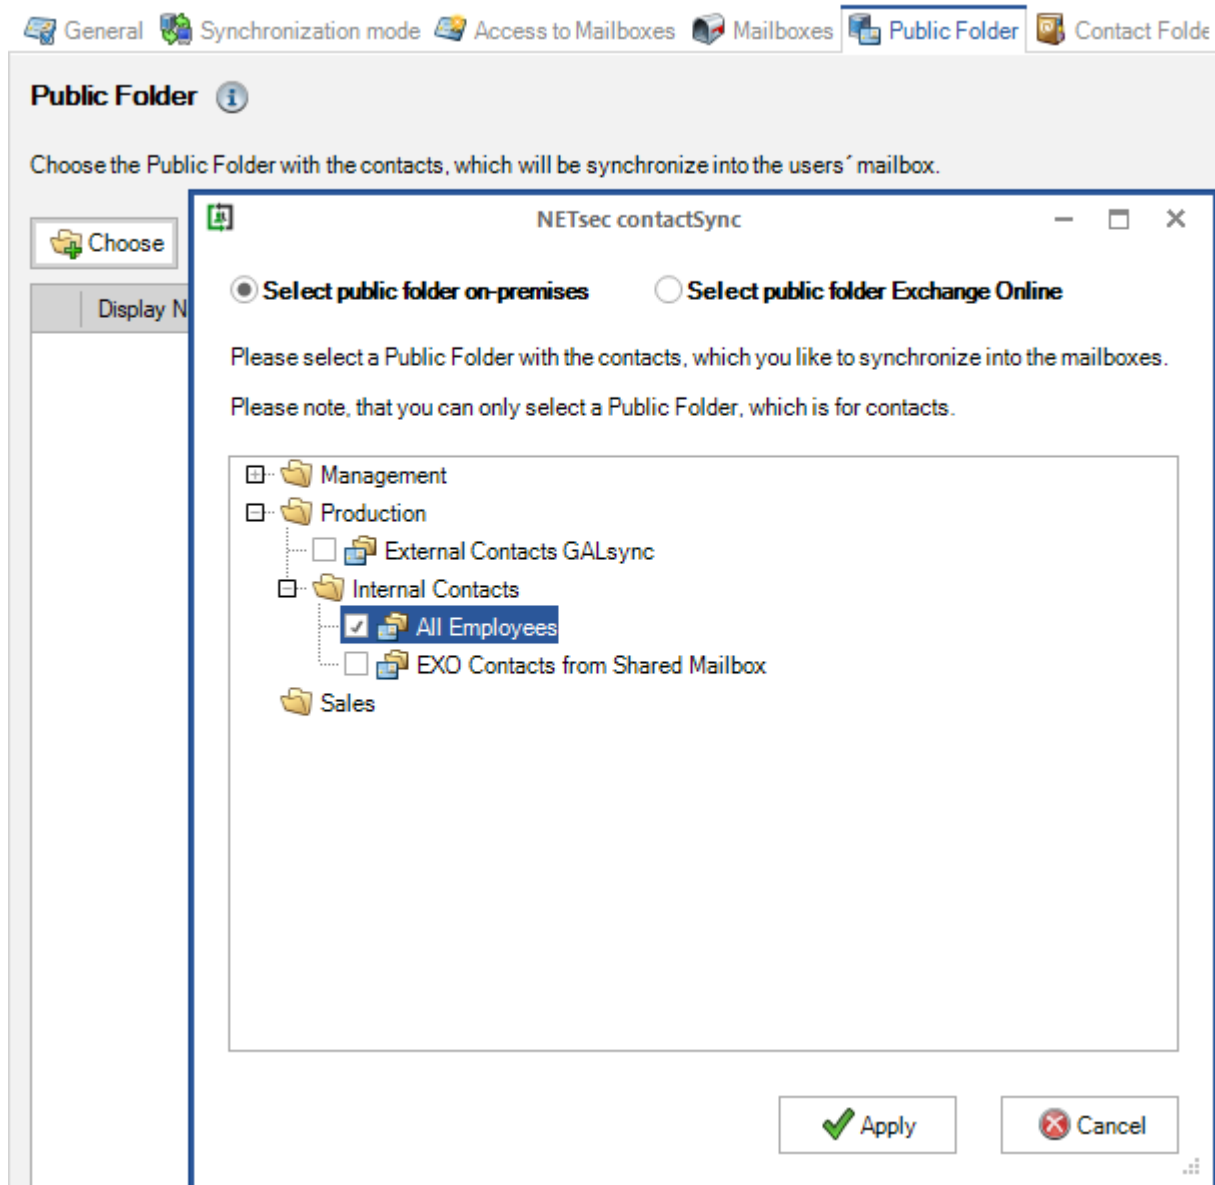 General Synchronization mode Access to Mailboxes Mailboxes Public Folder Contact Folde
Public Folder
Choose the Public Folder with the contacts, which will be synchronize into the users´ mailbox.
NETsec contactSync
Choose
Select public folder on-premises Select public folder Exchange Online
Display N
Please select a Public Folder with the contacts, which you like to synchronize into the mailboxes.
Please note, that you can only select a Public Folder, which is for contacts.
Management
Production
External Contacts GALsync
Internal Contacts
All Employees
EXO Contacts from Shared Mailbox
Sales
Apply Cancel